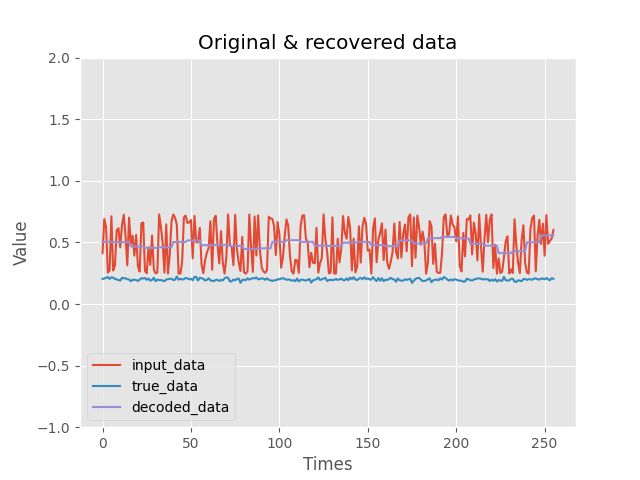 Original & recovered data
2.0
1.5
1.0
0.5
0.0
−0.5
−1.0
Value
input_data
true_data
decoded_data
0 50 100 150 200 250
Times